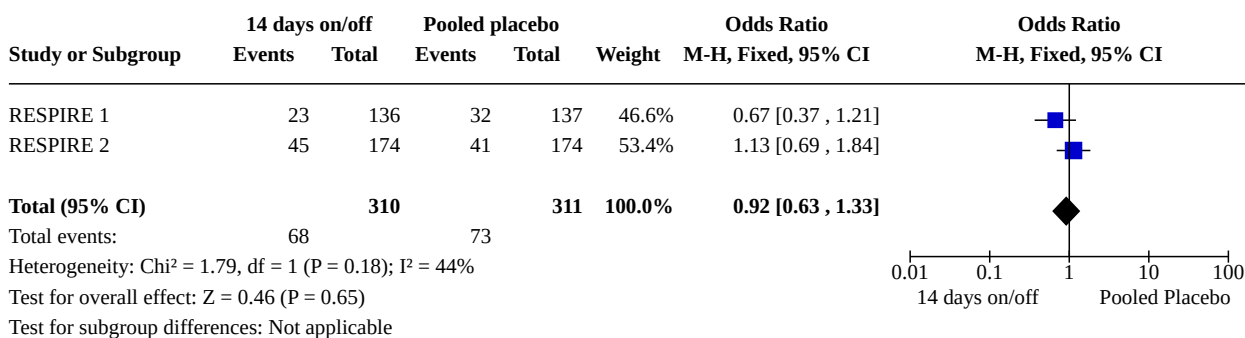 14 days on/off Pooled placebo Odds Ratio Odds Ratio
Study or Subgroup Events Total Events Total Weight M-H, Fixed, 95% CI M-H, Fixed, 95% CI
RESPIRE 1 23 136 32 137 46.6% 0.67 [0.37 , 1.21]
RESPIRE 2 45 174 41 174 53.4% 1.13 [0.69 , 1.84]
Total (95% CI) 310 311 100.0% 0.92 [0.63 , 1.33]
Total events: 68 73
Heterogeneity: Chi² = 1.79, df = 1 (P = 0.18); I² = 44%
0.01 0.1 1 10 100
Test for overall effect: Z = 0.46 (P = 0.65) 14 days on/off Pooled Placebo
Test for subgroup differences: Not applicable